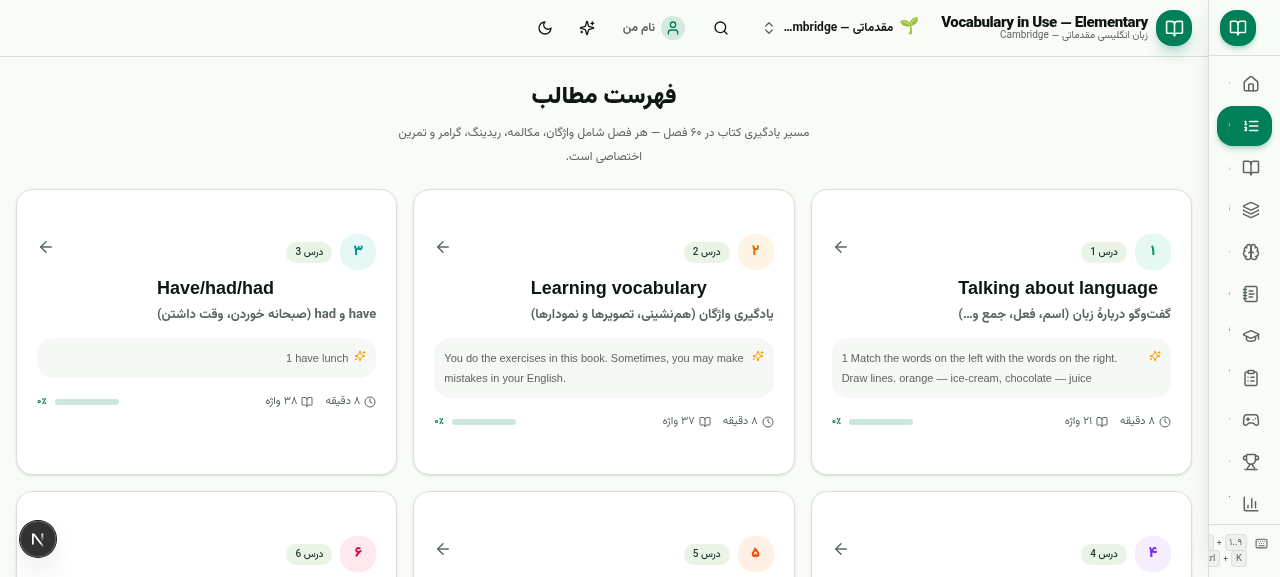 Vocabulary in Use — Elementary
زبان انگلیسی مقدماتی — Cambridge
مقدماتی — mbridge...
نام من
فهرست مطالب
مسیر یادگیری کتاب در ۶۰ فصل — هر فصل شامل واژگان، مکالمه، ریدینگ، گرامر و تمرین
اختصاصی است.
۱
درس 1
Talking about language
گفت‌وگو دربارهٔ زبان (اسم، فعل، جمع و…)
1 Match the words on the left with the words on the right.
Draw lines. orange — ice-cream, chocolate — juice
۸ دقیقه
۲۱ واژه
۰٪
۲
درس 2
Learning vocabulary
یادگیری واژگان (هم‌نشینی، تصویرها و نمودارها)
You do the exercises in this book. Sometimes, you may make
mistakes in your English.
۸ دقیقه
۳۷ واژه
۰٪
۳
درس 3
Have/had/had
have و had (صبحانه خوردن، وقت داشتن)
1 have lunch
۸ دقیقه
۳۸ واژه
۰٪
۴
درس 4
۵
درس 5
۶
درس 6
+ ۱..۹
+ K